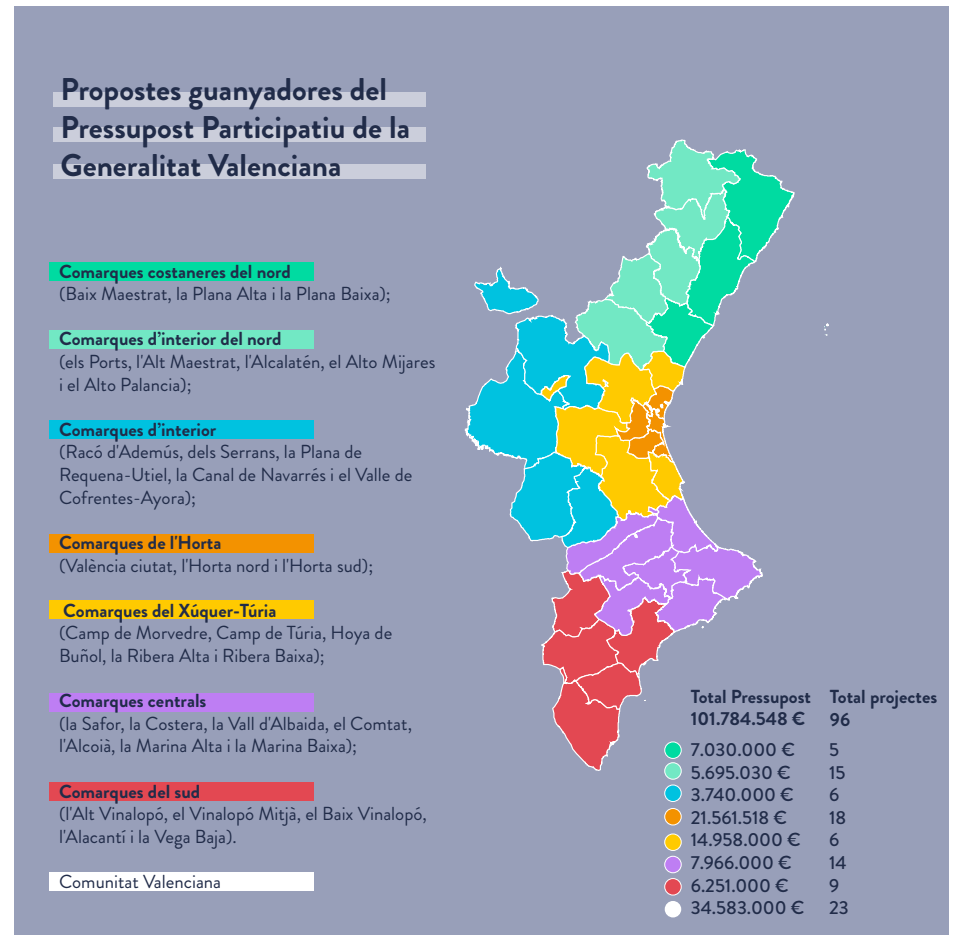 Propostes guanyadores del
Pressupost Participatiu de la
Generalitat Valenciana
Comarques costaneres del nord
(Baix Maestrat, la Plana Alta i la Plana Baixa);
Comarques d'interior del nord
(els Ports, l'Alt Maestrat, l'Alcalatén, el Alto Mijares
i el Alto Palancia);
Comarques d'interior
(Racó d'Ademús, dels Serrans, la Plana de
Requena-Utiel, la Canal de Navarrés i el Valle de
Cofrentes-Ayora);
Comarques de l'Horta
(València ciutat, l'Horta nord i l'Horta sud);
Comarques del Xúquer-Túria
(Camp de Morvedre, Camp de Túria, Hoya de
Buñol, la Ribera Alta i Ribera Baixa);
Comarques centrals
(la Safor, la Costera, la Vall d'Albaida, el Comtat,
l'Alcoià, la Marina Alta i la Marina Baixa);
Comarques del sud
(l'Alt Vinalopó, el Vinalopó Mitjà, el Baix Vinalopó,
l'Alacantí i la Vega Baja).
Comunitat Valenciana
Total Pressupost Total projectes
101.784.548 € 96
7.030.000 € 5
5.695.030 € 15
3.740.000 € 6
21.561.518 € 18
14.958.000 € 6
7.966.000 € 14
6.251.000 € 9
34.583.000 € 23